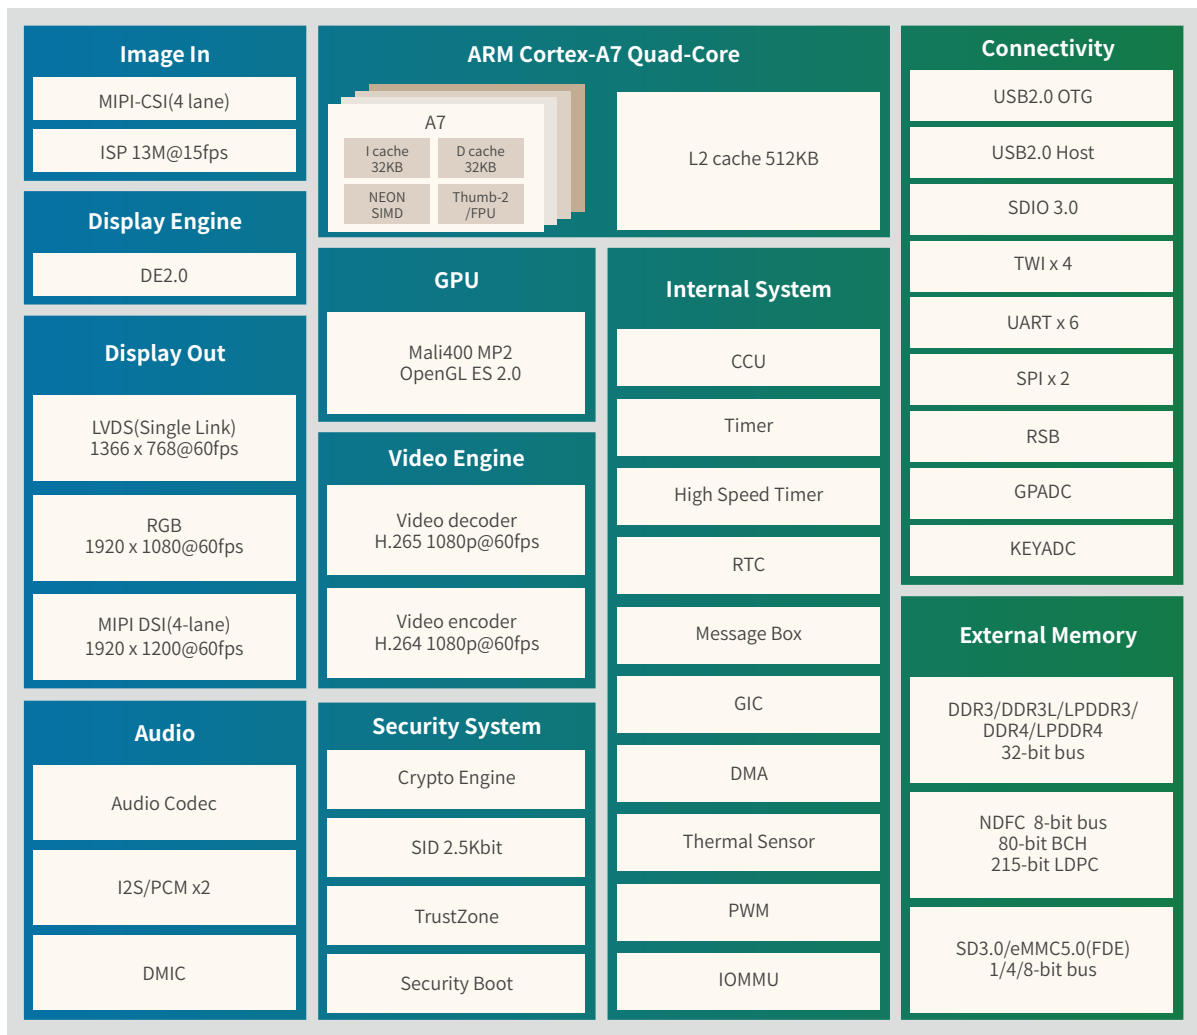 Image In
MIPI-CSI(4 lane)
ISP 13M@15fps
Display Engine
DE2.0
Display Out
LVDS(Single Link)
1366 x 768@60fps
RGB
1920 x 1080@60fps
MIPI DSI(4-lane)
1920 x 1200@60fps
Audio
Audio Codec
I2S/PCM x2
DMIC
ARM Cortex-A7 Quad-Core
A7
I cache
32KB
D cache
32KB
NEON
SIMD
Thumb-2
/FPU
L2 cache 512KB
GPU
Mali400 MP2
OpenGL ES 2.0
Video Engine
Video decoder
H.265 1080p@60fps
Video encoder
H.264 1080p@60fps
Security System
Crypto Engine
SID 2.5Kbit
TrustZone
Security Boot
Internal System
CCU
Timer
High Speed Timer
RTC
Message Box
GIC
DMA
Thermal Sensor
PWM
IOMMU
Connectivity
USB2.0 OTG
USB2.0 Host
SDIO 3.0
TWI x 4
UART x 6
SPI x 2
RSB
GPADC
KEYADC
External Memory
DDR3/DDR3L/LPDDR3/
DDR4/LPDDR4
32-bit bus
NDFC  8-bit bus
80-bit BCH
215-bit LDPC
SD3.0/eMMC5.0(FDE)
1/4/8-bit bus